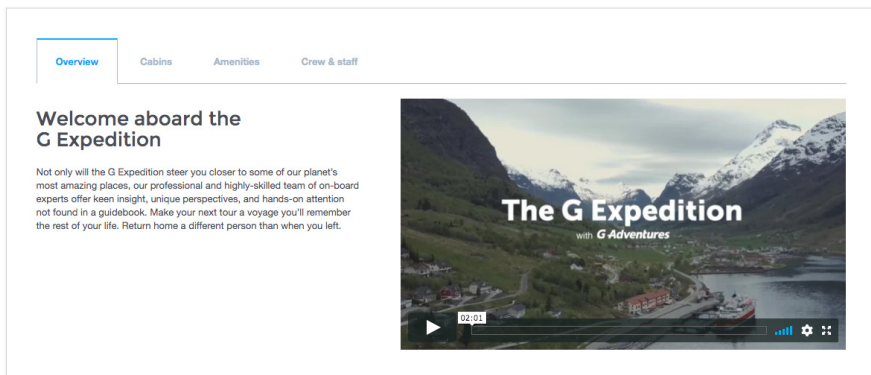 Overview Cabins Amenities Crew & staff
Welcome aboard the
G Expedition
Not only will the G Expedition steer you closer to some of our planet's
most amazing places, our professional and highly-skilled team of on-board
experts offer keen insight, unique perspectives, and hands-on attention
not found in a guidebook. Make your next tour a voyage you'll remember
the rest of your life. Return home a different person than when you left.
The G Expedition
with G Adventures
02:01